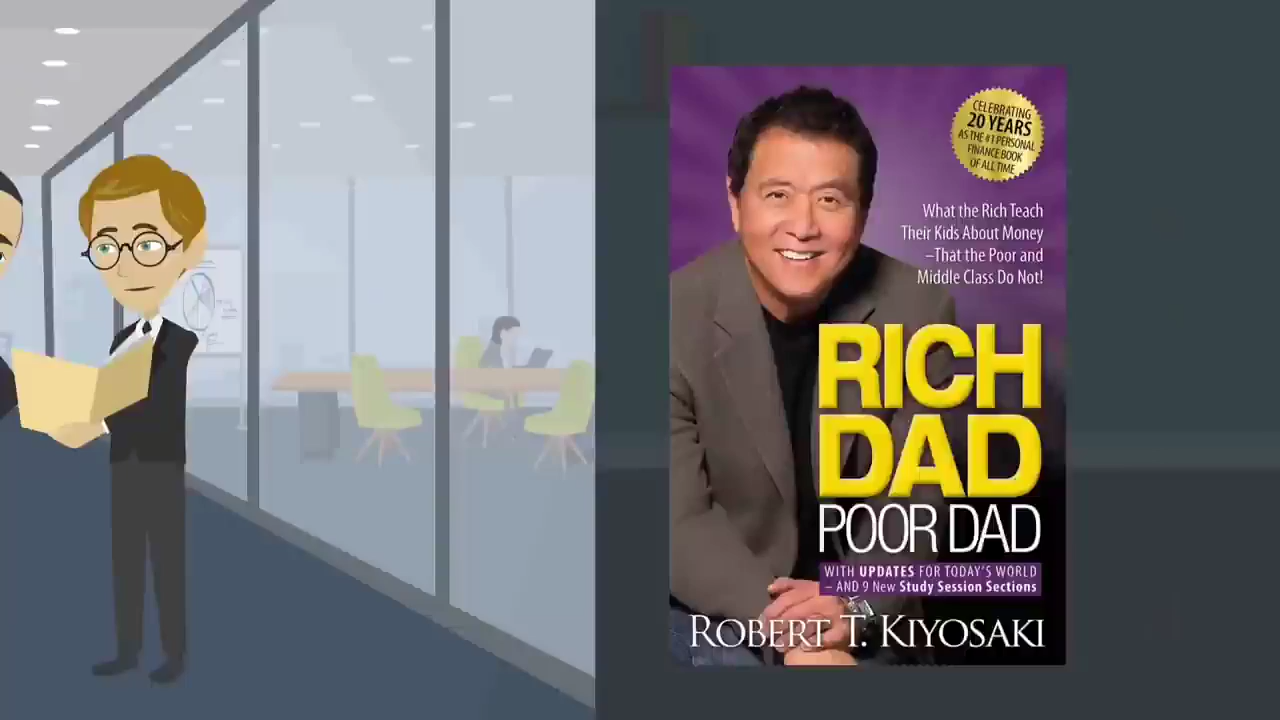 CELEBRATING
20 YEARS
AS THE #1 PERSONAL
FINANCE BOOK
OF ALL TIME
What the Rich Teach
Their Kids About Money
–That the Poor and
Middle Class Do Not!
RICH
DAD
POOR DAD
WITH UPDATES FOR TODAY'S WORLD
– AND 9 New Study Session Sections
ROBERT T. KIYOSAKI